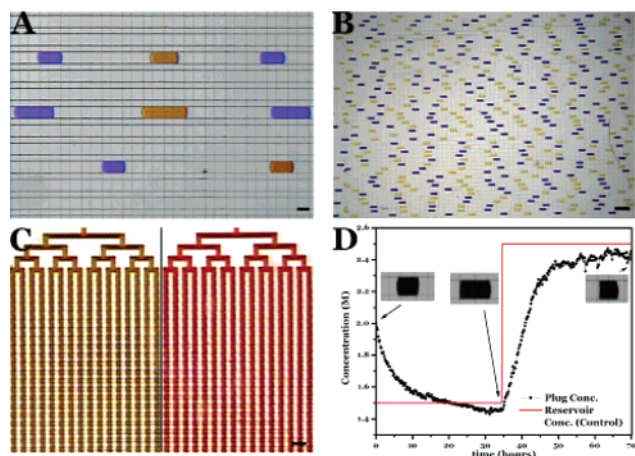 A
B
C
D
Concentration (M)
2.6
2.4
2.2
2.0
1.8
1.6
1.4
Plug Conc.
Reservoir
Conc. (Control)
0 10 20 30 40 50 60 70
time (hours)